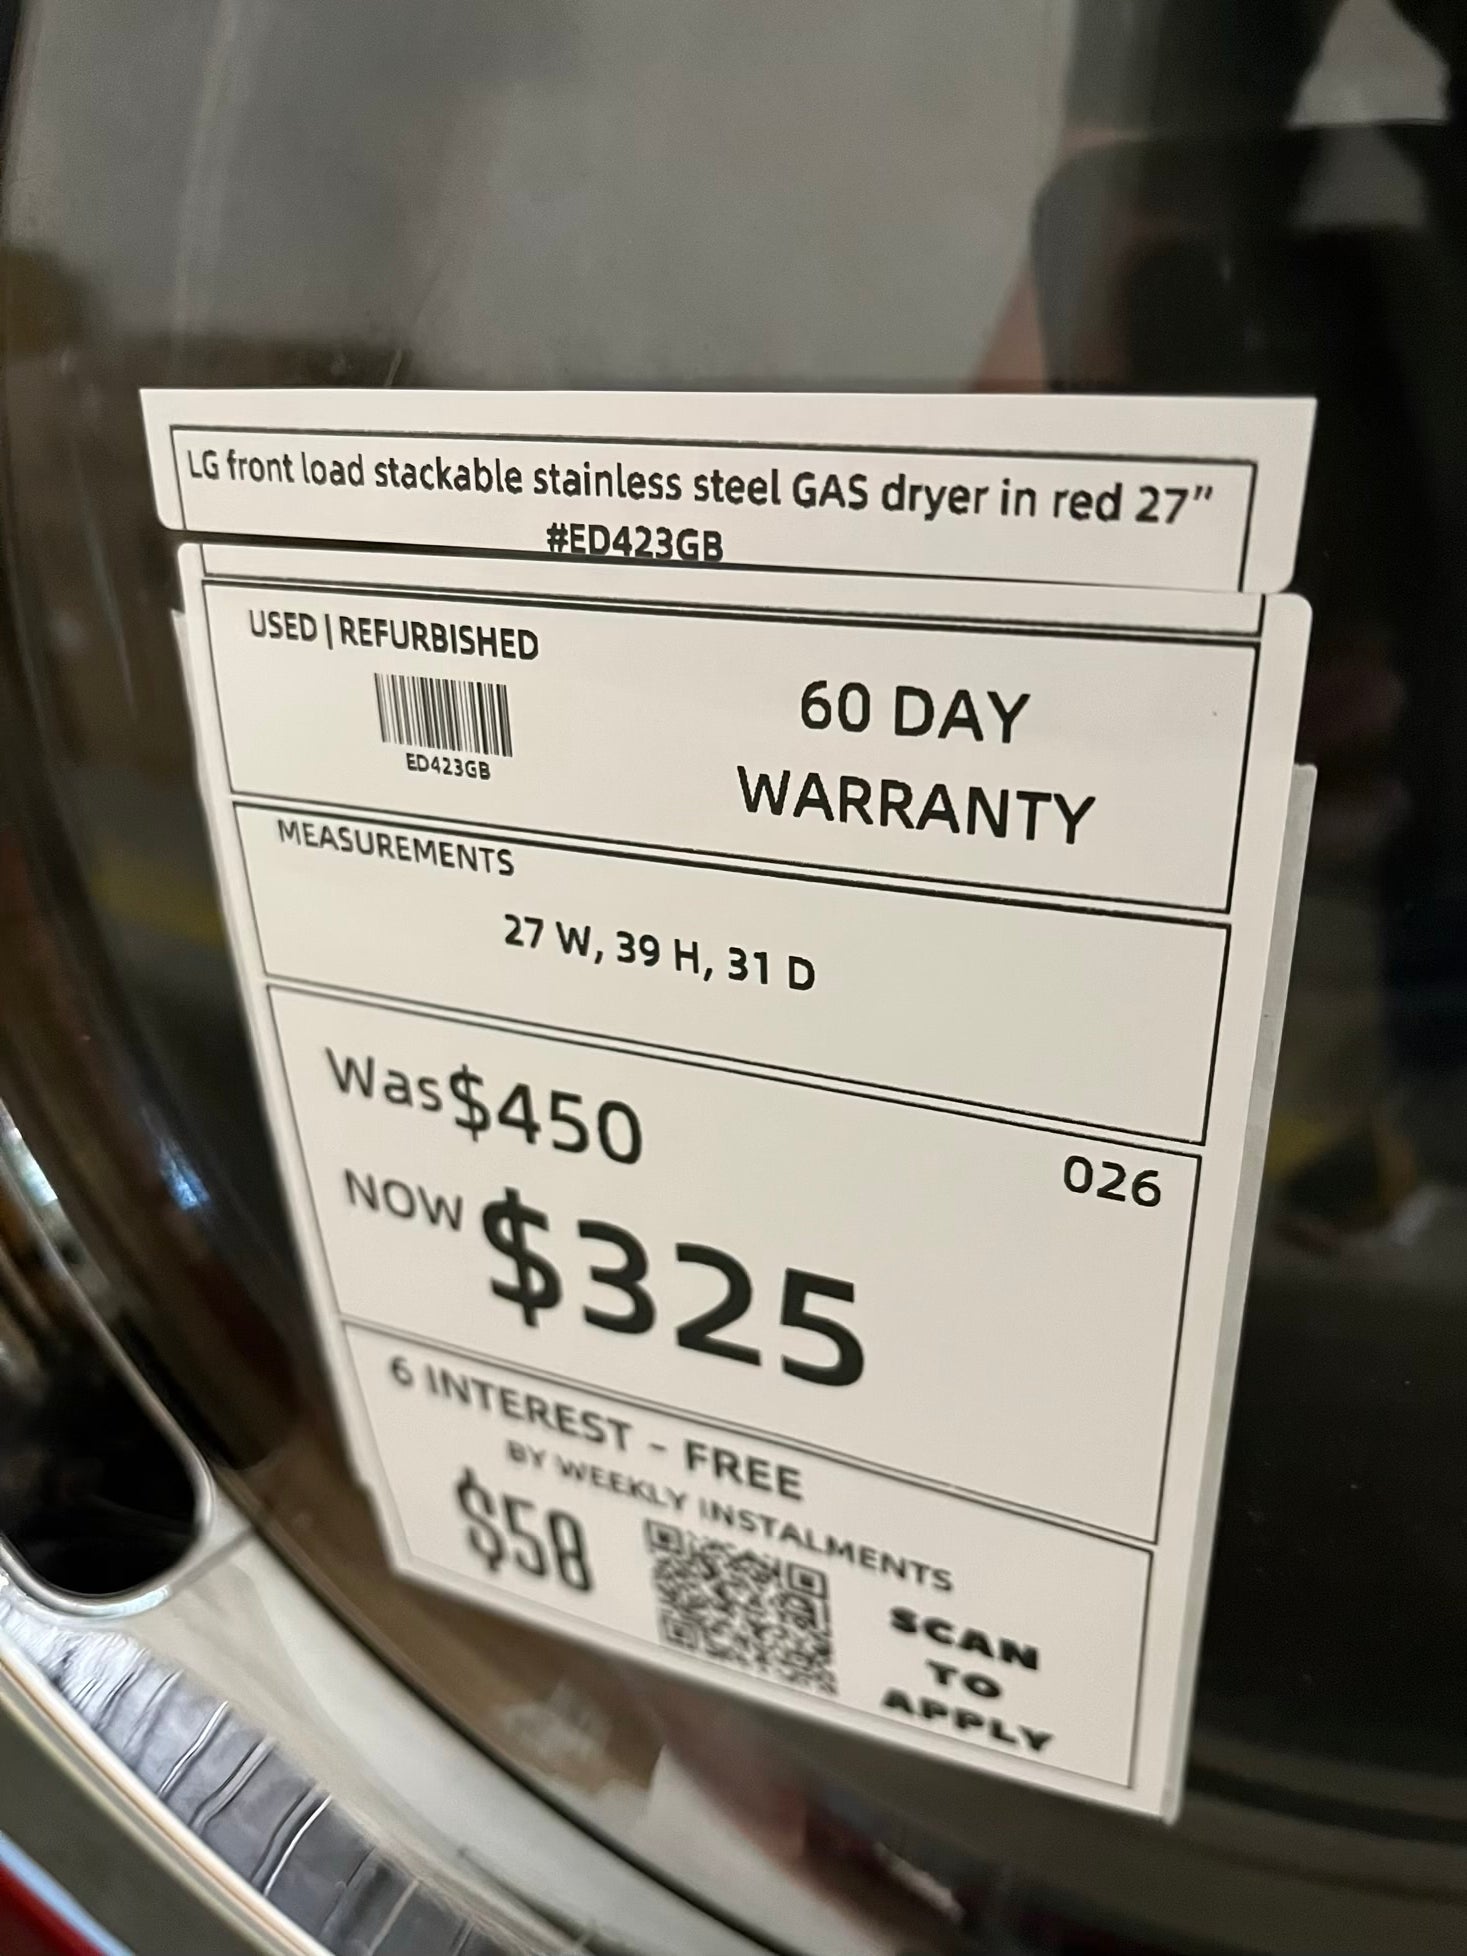 LG front load stackable stainless steel GAS dryer in red 27”
#ED423GB
USED | REFURBISHED
ED423GB
60 DAY
WARRANTY
MEASUREMENTS
27 W, 39 H, 31 D
Was $450
026
NOW $325
6 INTEREST - FREE
BY WEEKLY INSTALMENTS
$58
SCAN
TO
APPLY